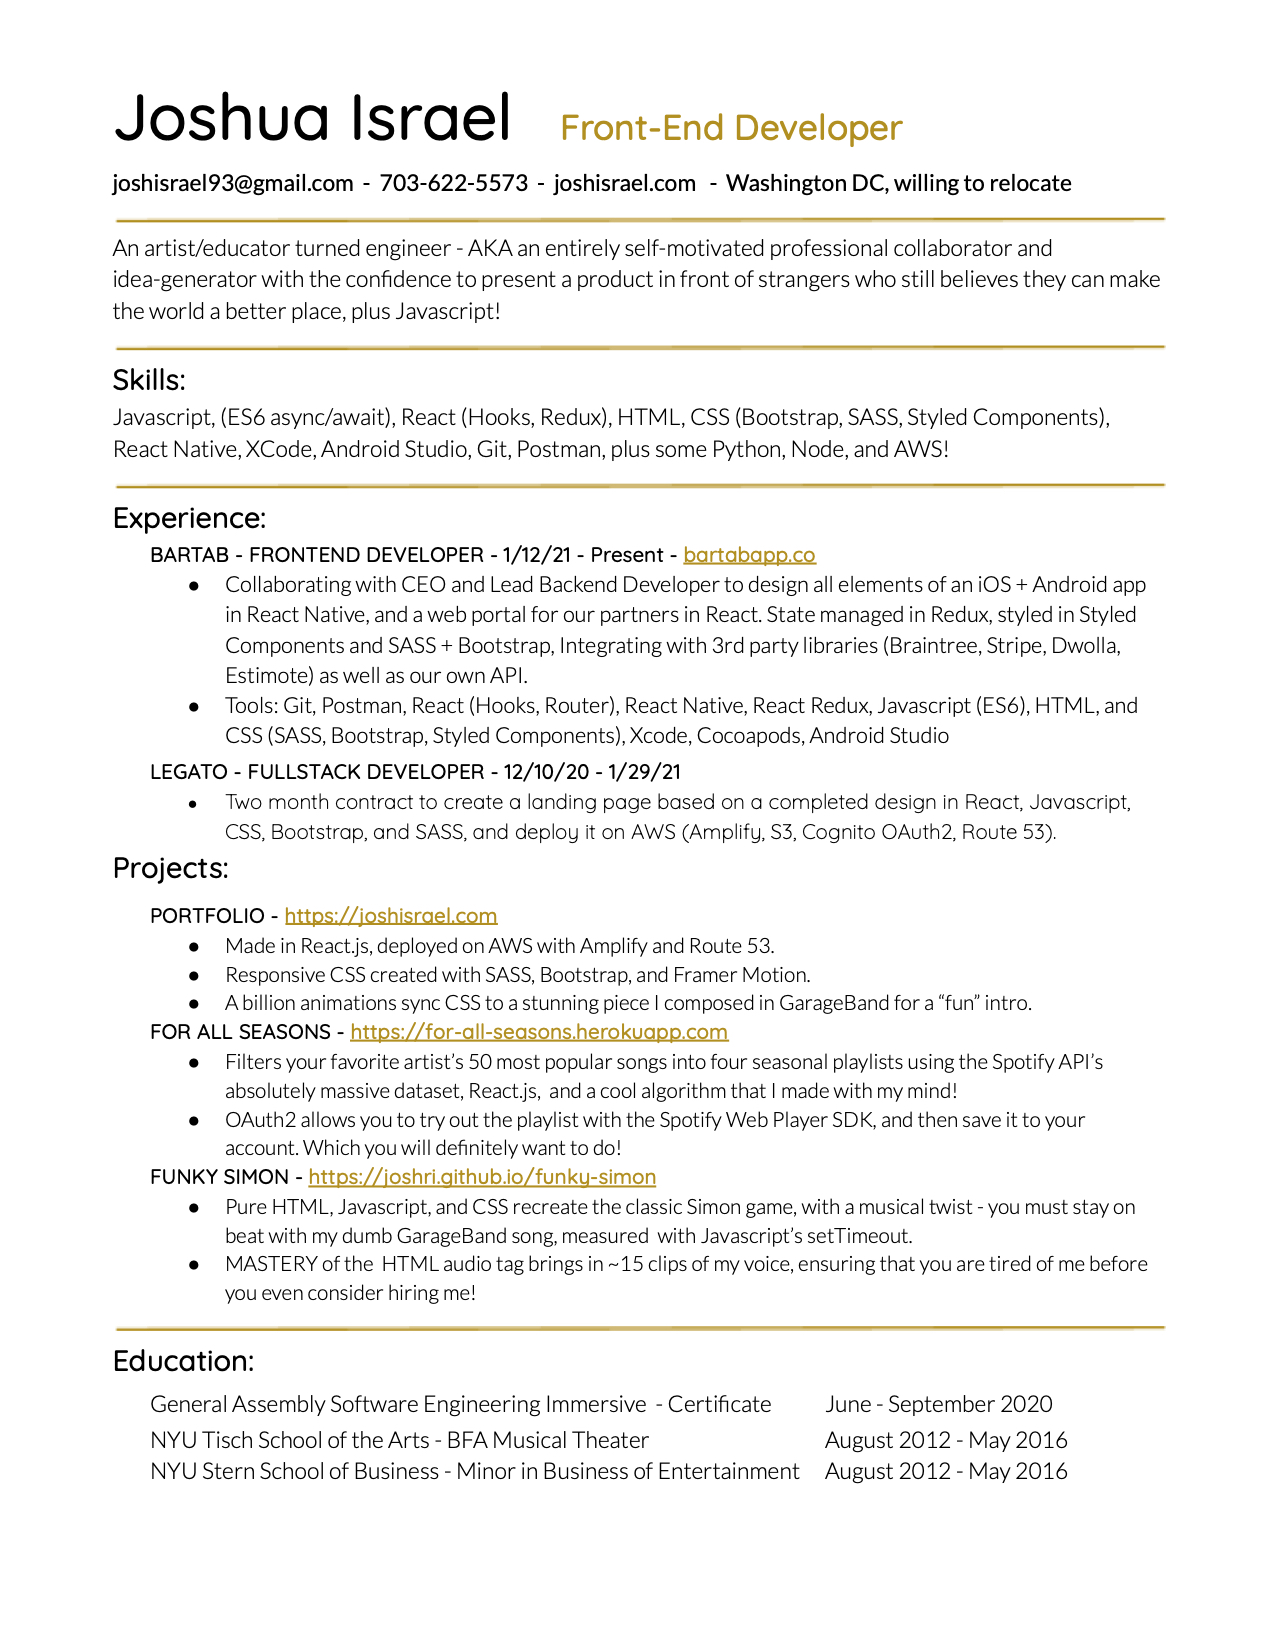 Joshua Israel Front-End Developer
joshisrael93@gmail.com - 703-622-5573 - joshisrael.com - Washington DC, willing to relocate
An artist/educator turned engineer - AKA an entirely self-motivated professional collaborator and
idea-generator with the confidence to present a product in front of strangers who still believes they can make
the world a better place, plus Javascript!
Skills:
Javascript, (ES6 async/await), React (Hooks, Redux), HTML, CSS (Bootstrap, SASS, Styled Components),
React Native, XCode, Android Studio, Git, Postman, plus some Python, Node, and AWS!
Experience:
BARTAB - FRONTEND DEVELOPER - 1/12/21 - Present - bartabapp.co
● Collaborating with CEO and Lead Backend Developer to design all elements of an iOS + Android app
in React Native, and a web portal for our partners in React. State managed in Redux, styled in Styled
Components and SASS + Bootstrap, Integrating with 3rd party libraries (Braintree, Stripe, Dwolla,
Estimote) as well as our own API.
● Tools: Git, Postman, React (Hooks, Router), React Native, React Redux, Javascript (ES6), HTML, and
CSS (SASS, Bootstrap, Styled Components), Xcode, Cocoapods, Android Studio
LEGATO - FULLSTACK DEVELOPER - 12/10/20 - 1/29/21
● Two month contract to create a landing page based on a completed design in React, Javascript,
CSS, Bootstrap, and SASS, and deploy it on AWS (Amplify, S3, Cognito OAuth2, Route 53).
Projects:
PORTFOLIO - https://joshisrael.com
● Made in React.js, deployed on AWS with Amplify and Route 53.
● Responsive CSS created with SASS, Bootstrap, and Framer Motion.
● A billion animations sync CSS to a stunning piece I composed in GarageBand for a “fun” intro.
FOR ALL SEASONS - https://for-all-seasons.herokuapp.com
● Filters your favorite artist’s 50 most popular songs into four seasonal playlists using the Spotify API’s
absolutely massive dataset, React.js, and a cool algorithm that I made with my mind!
● OAuth2 allows you to try out the playlist with the Spotify Web Player SDK, and then save it to your
account. Which you will definitely want to do!
FUNKY SIMON - https://joshri.github.io/funky-simon
● Pure HTML, Javascript, and CSS recreate the classic Simon game, with a musical twist - you must stay on
beat with my dumb GarageBand song, measured with Javascript’s setTimeout.
● MASTERY of the HTML audio tag brings in ~15 clips of my voice, ensuring that you are tired of me before
you even consider hiring me!
Education:
General Assembly Software Engineering Immersive - Certificate June - September 2020
NYU Tisch School of the Arts - BFA Musical Theater August 2012 - May 2016
NYU Stern School of Business - Minor in Business of Entertainment August 2012 - May 2016